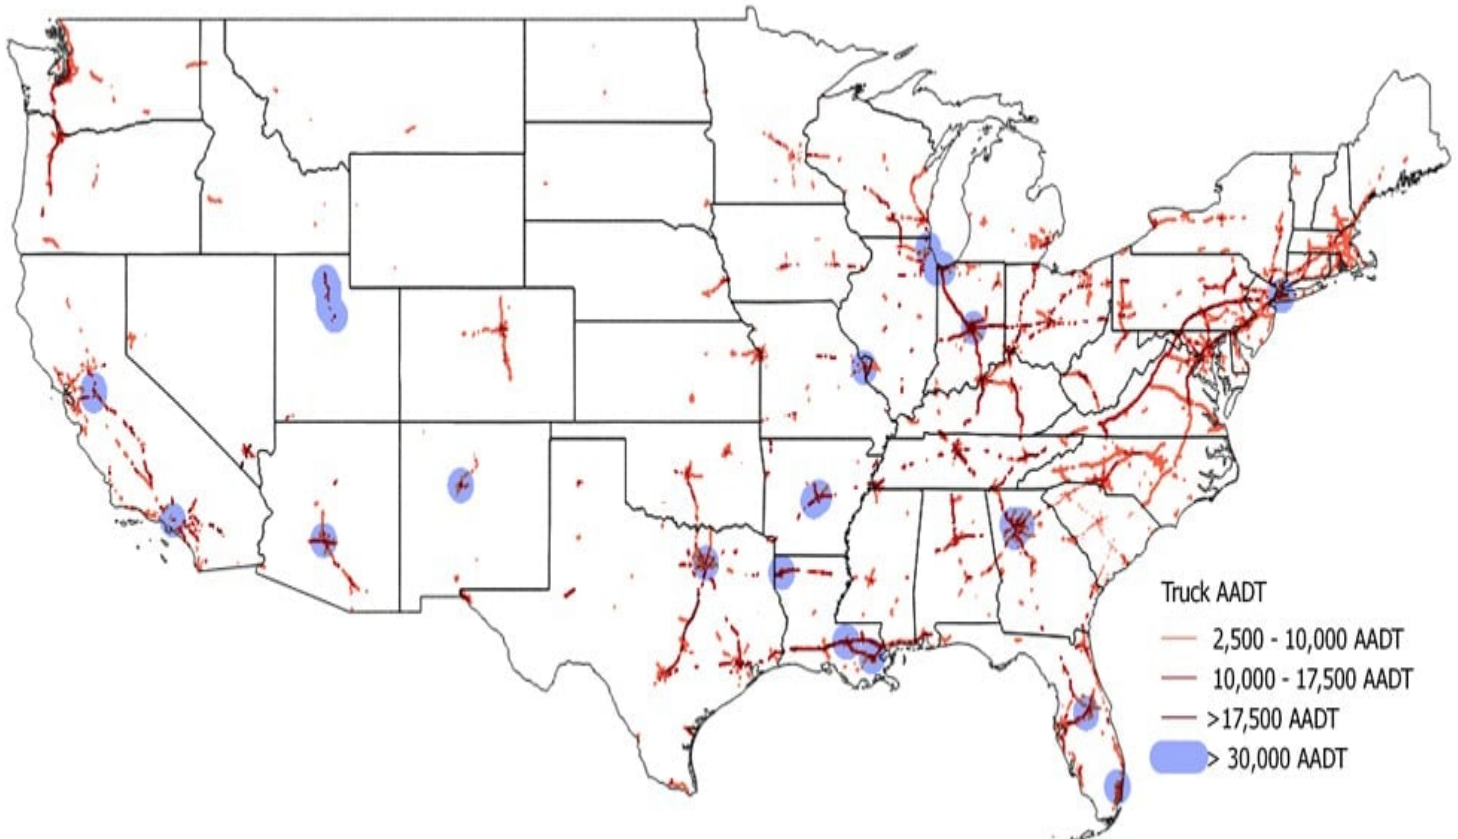 Truck AADT
2,500 - 10,000 AADT
10,000 - 17,500 AADT
>17,500 AADT
> 30,000 AADT